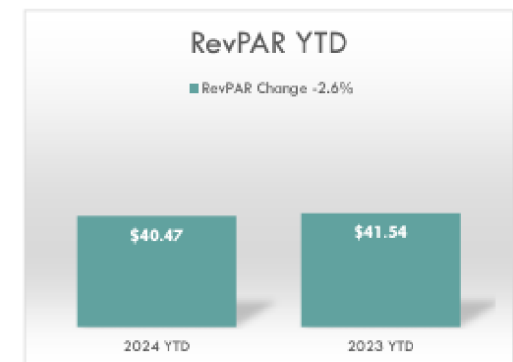 RevPAR YTD
RevPAR Change -2.6%
$40.47 $41.54
2024 YTD 2023 YTD